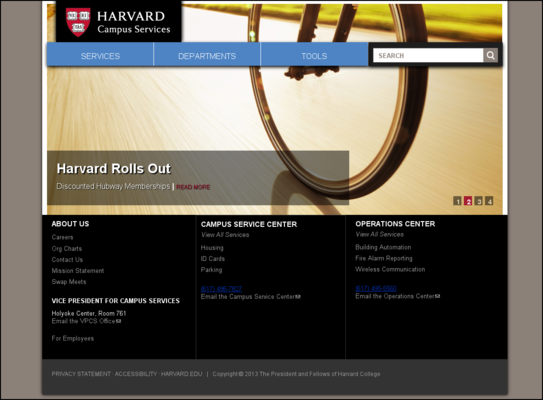 HARVARD
Campus Services
SERVICES
DEPARTMENTS
TOOLS
SEARCH
Harvard Rolls Out
Discounted Hubway Memberships | READ MORE
1 2 3 4
ABOUT US
Careers
Org Charts
Contact Us
Mission Statement
Swap Meets
VICE PRESIDENT FOR CAMPUS SERVICES
Holyoke Center, Room 761
Email the VPCS Office
For Employees
CAMPUS SERVICE CENTER
View All Services
Housing
ID Cards
Parking
Email the Campus Service Center
OPERATIONS CENTER
View All Services
Building Automation
Fire Alarm Reporting
Wireless Communication
Email the Operations Center
PRIVACY STATEMENT · ACCESSIBILITY · HARVARD.EDU | Copyright © 2013 The President and Fellows of Harvard College